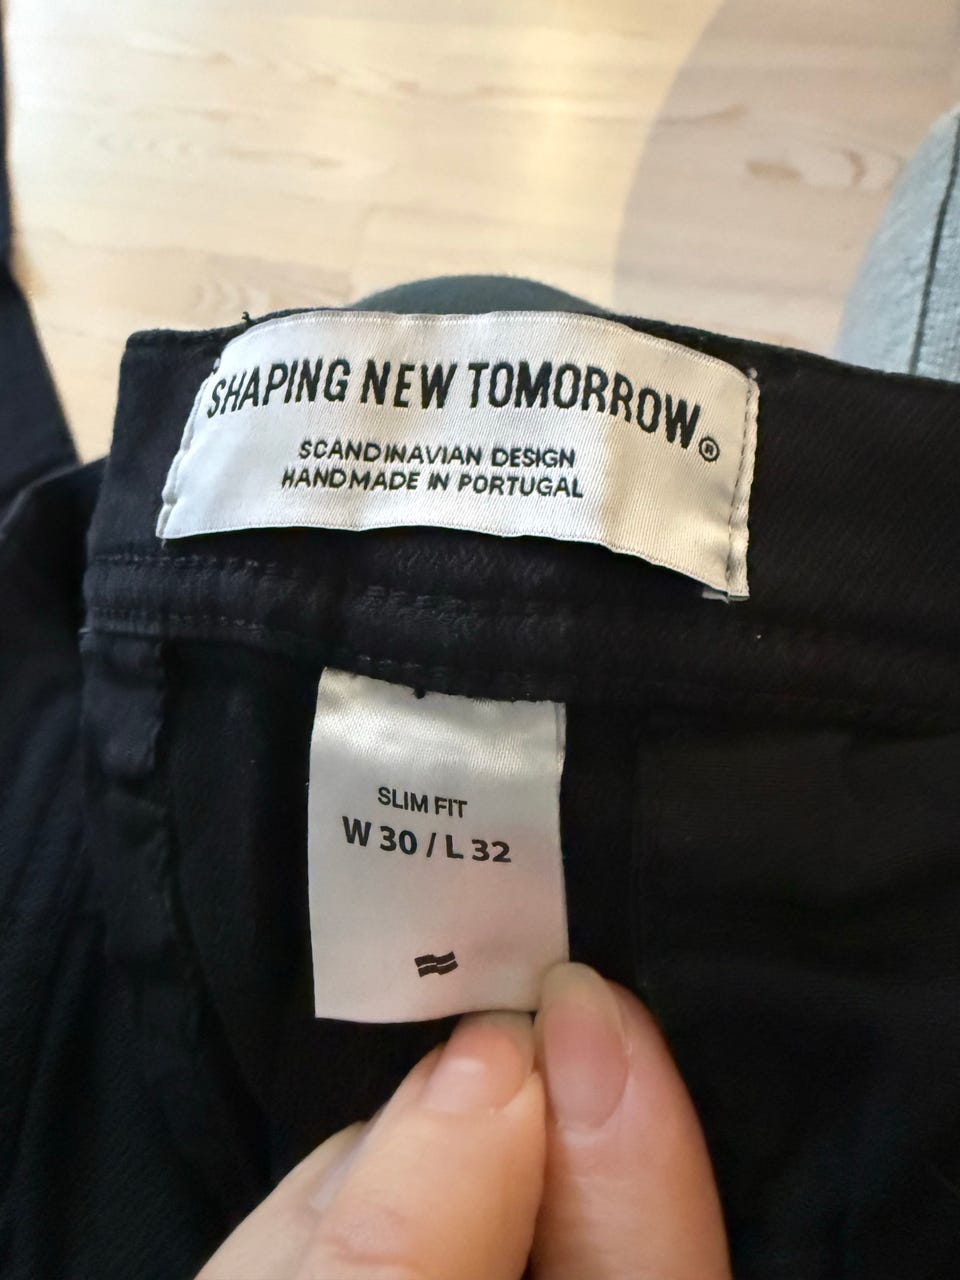 SHAPING NEW TOMORROW®
SCANDINAVIAN DESIGN
HANDMADE IN PORTUGAL
SLIM FIT
W 30 / L 32